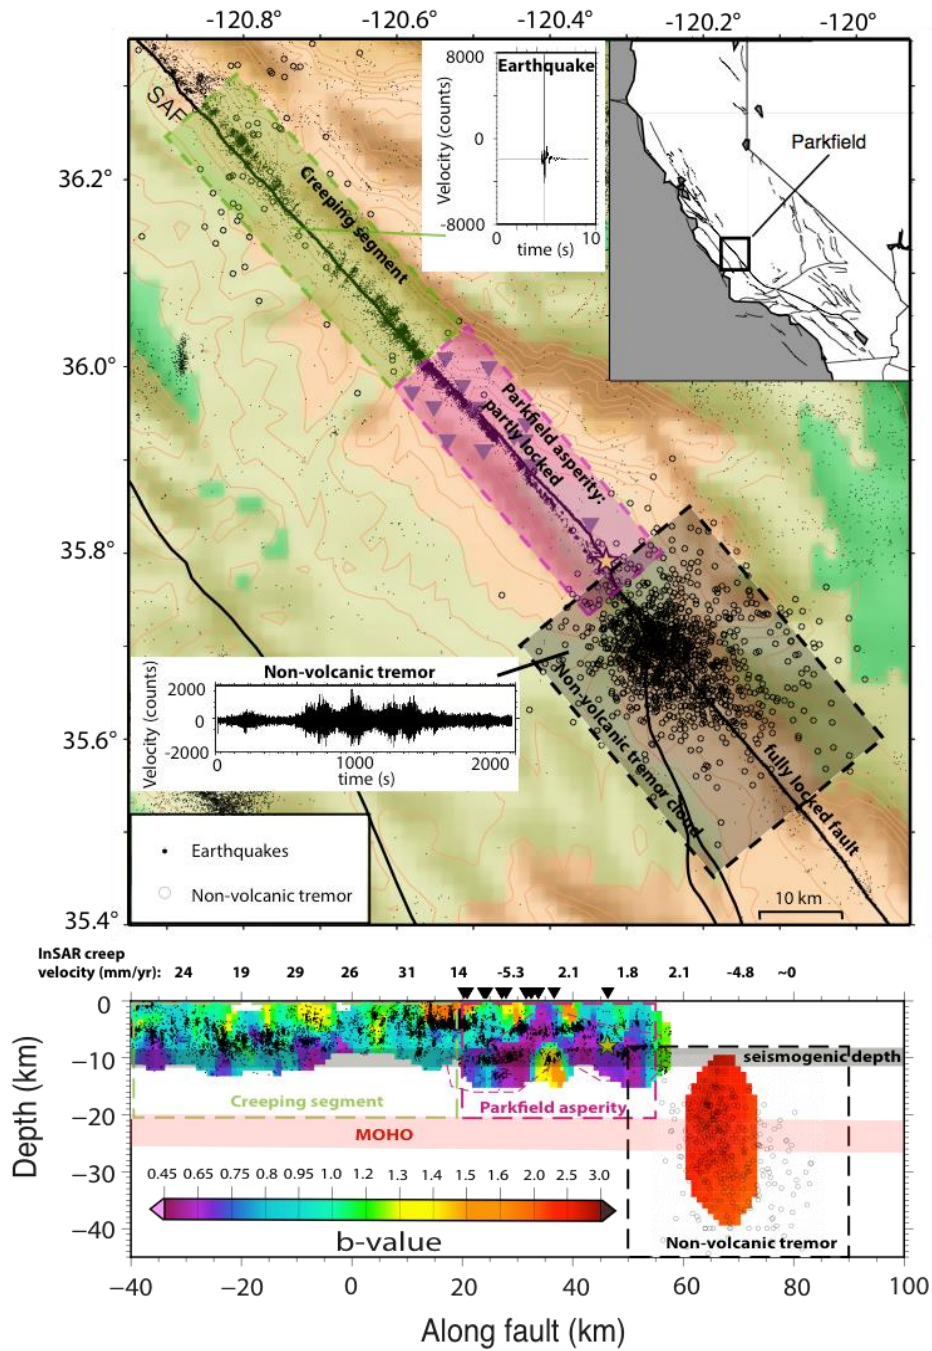 -120.8° -120.6° -120.4° -120.2° -120°
36.2°
36.0°
35.8°
35.6°
35.4°
SAF
Creeping segment
8000
Earthquake
0
-8000
Velocity (counts)
0 10
time (s)
Parkfield
Parkfield asperity:
partly locked
Non-volcanic tremor
2000
0
-2000
Velocity (counts)
0 1000 2000
time (s)
Non-volcanic tremor cloud
fully locked fault
Earthquakes
Non-volcanic tremor
10 km
InSAR creep
velocity (mm/yr): 24 19 29 26 31 14 -5.3 2.1 1.8 2.1 -4.8 ~0
0
−10
−20
−30
−40
Depth (km)
seismogenic depth
Creeping segment
Parkfield asperity
MOHO
0.45 0.65 0.75 0.8 0.95 1.0 1.2 1.3 1.4 1.5 1.6 2.0 2.5 3.0
b-value
Non-volcanic tremor
−40 −20 0 20 40 60 80 100
Along fault (km)